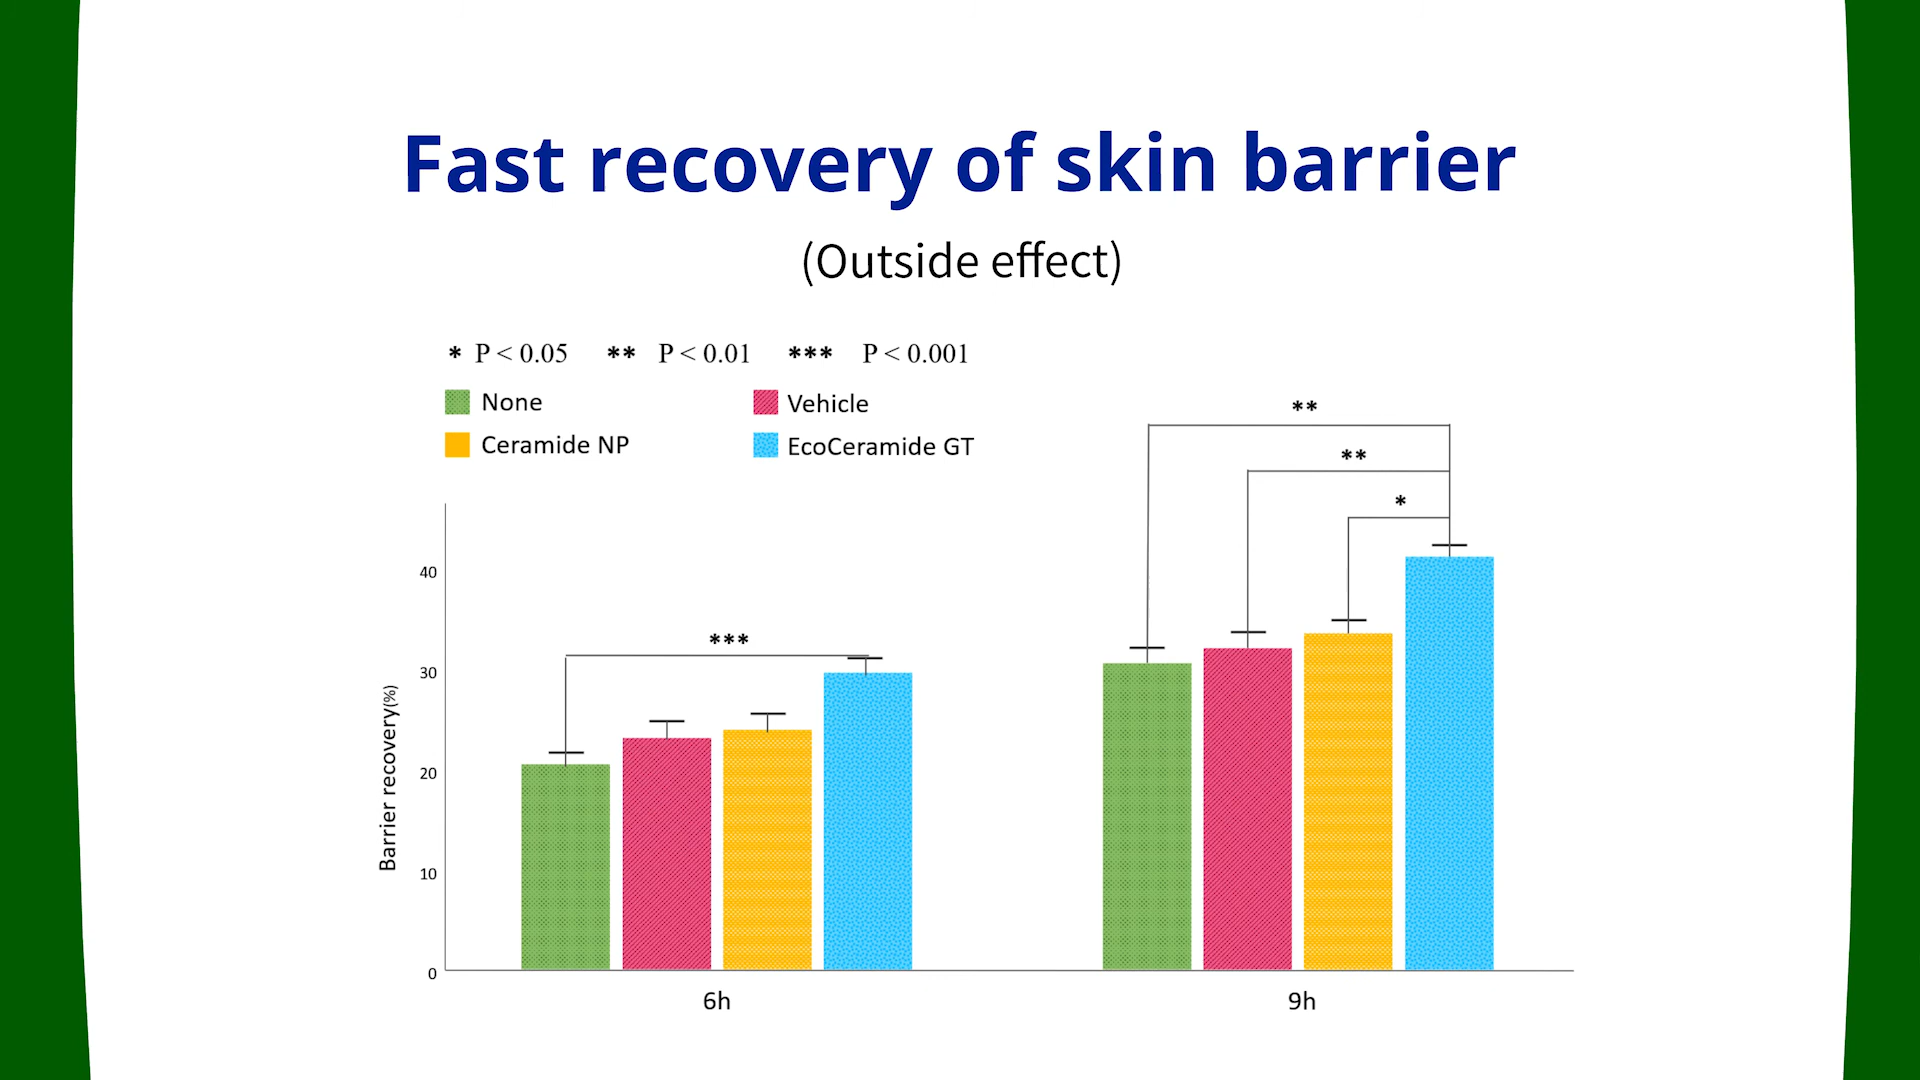 Fast recovery of skin barrier
(Outside effect)
* P < 0.05 ** P < 0.01 *** P < 0.001
None Vehicle
Ceramide NP EcoCeramide GT
**
**
*
***
40
30
20
10
0
Barrier recovery(%)
6h 9h